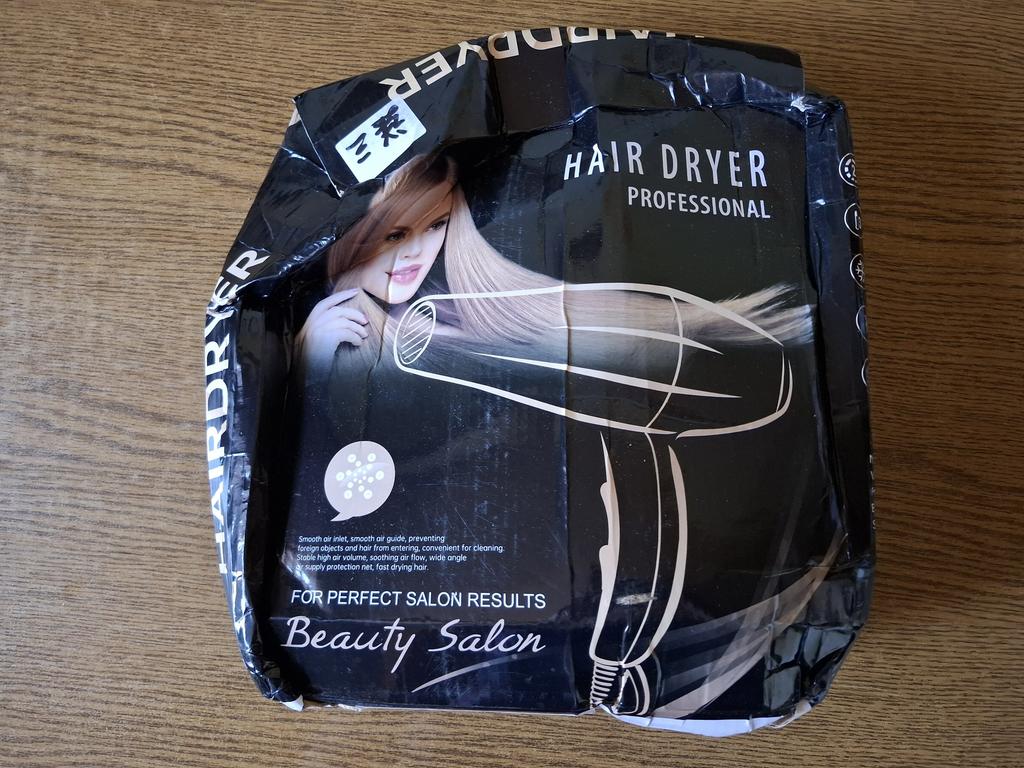 HAIRDRYER
HAIR DRYER
PROFESSIONAL
HAIRDRYER
Smooth air inlet, smooth air guide, preventing
foreign objects and hair from entering, convenient for cleaning.
Stable high air volume, soothing air flow, wide angle
air supply protection net, fast drying hair.
FOR PERFECT SALON RESULTS
Beauty Salon